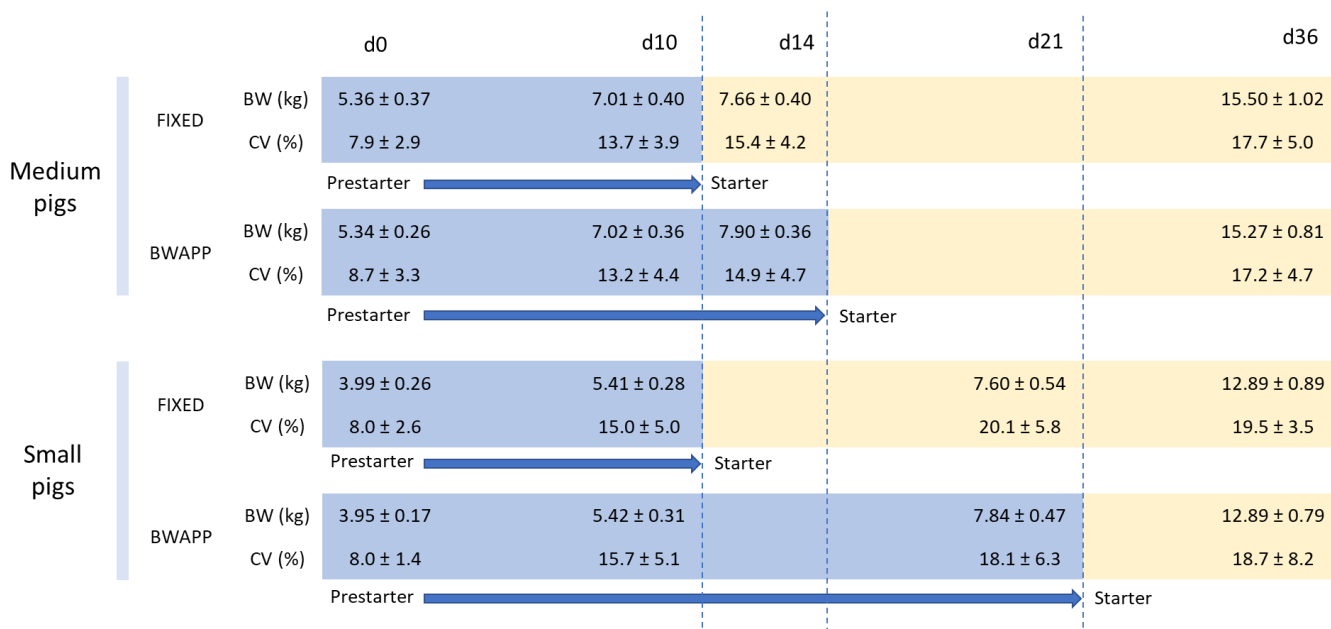 d0 d10 d14 d21 d36
Medium
pigs
FIXED
BW (kg) 5.36 ± 0.37 7.01 ± 0.40 7.66 ± 0.40 15.50 ± 1.02
CV (%) 7.9 ± 2.9 13.7 ± 3.9 15.4 ± 4.2 17.7 ± 5.0
Prestarter Starter
BWAPP
BW (kg) 5.34 ± 0.26 7.02 ± 0.36 7.90 ± 0.36 15.27 ± 0.81
CV (%) 8.7 ± 3.3 13.2 ± 4.4 14.9 ± 4.7 17.2 ± 4.7
Prestarter Starter
Small
pigs
FIXED
BW (kg) 3.99 ± 0.26 5.41 ± 0.28 7.60 ± 0.54 12.89 ± 0.89
CV (%) 8.0 ± 2.6 15.0 ± 5.0 20.1 ± 5.8 19.5 ± 3.5
Prestarter Starter
BWAPP
BW (kg) 3.95 ± 0.17 5.42 ± 0.31 7.84 ± 0.47 12.89 ± 0.79
CV (%) 8.0 ± 1.4 15.7 ± 5.1 18.1 ± 6.3 18.7 ± 8.2
Prestarter Starter